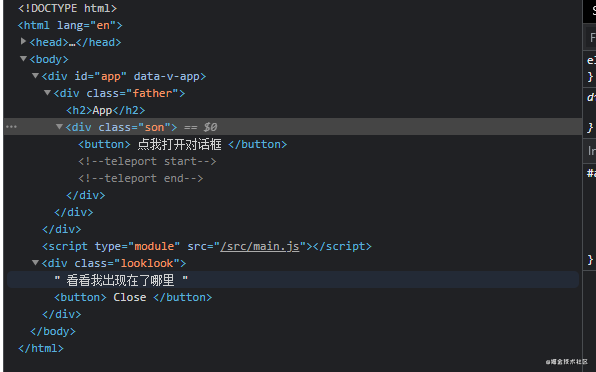 <!DOCTYPE html>
<html lang="en">
<head>…</head>
<body>
<div id="app" data-v-app>
<div class="father">
<h2>App</h2>
<div class="son"> == $0
<button> 点我打开对话框 </button>
<!--teleport start-->
<!--teleport end-->
</div>
</div>
</div>
<script type="module" src="/src/main.js"></script>
<div class="looklook">
" 看看我出现在了哪里 "
<button> Close </button>
</div>
</body>
</html>
@稀土掘金技术社区